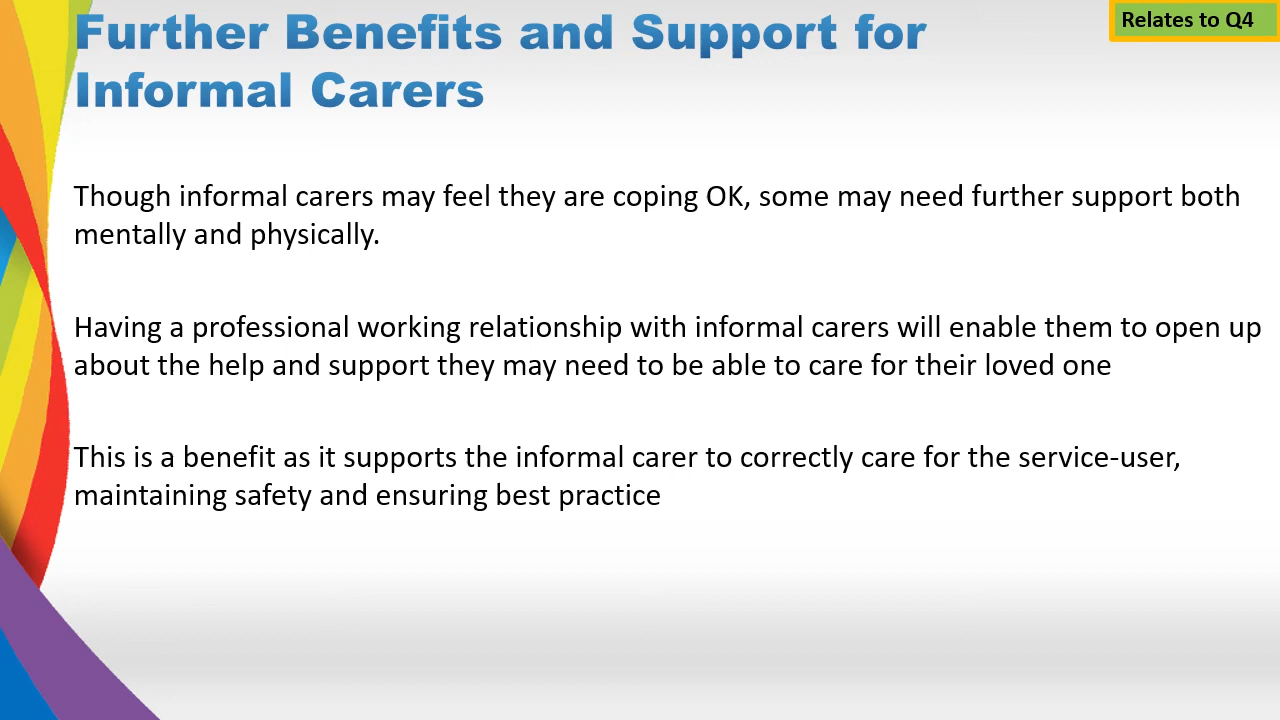 Further Benefits and Support for
Informal Carers
Relates to Q4
Though informal carers may feel they are coping OK, some may need further support both
mentally and physically.
Having a professional working relationship with informal carers will enable them to open up
about the help and support they may need to be able to care for their loved one
This is a benefit as it supports the informal carer to correctly care for the service-user,
maintaining safety and ensuring best practice